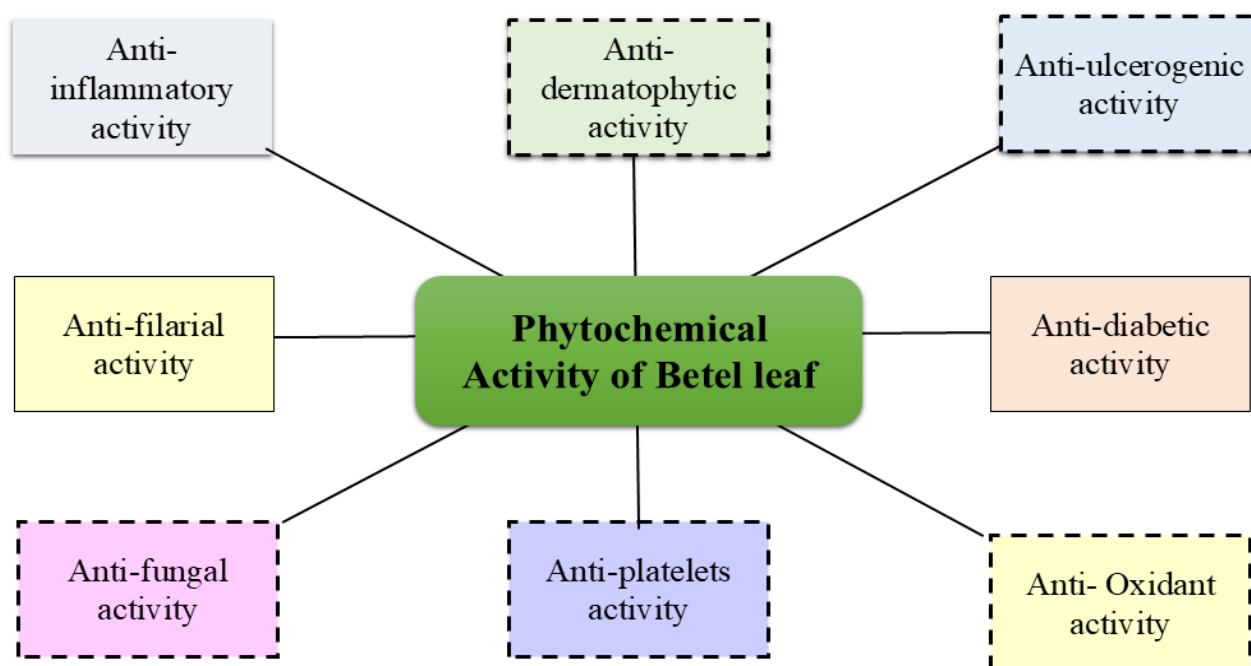 Anti-
inflammatory
activity
Anti-
dermatophytic
activity
Anti-ulcerogenic
activity
Anti-filarial
activity
Phytochemical
Activity of Betel leaf
Anti-diabetic
activity
Anti-fungal
activity
Anti-platelets
activity
Anti- Oxidant
activity